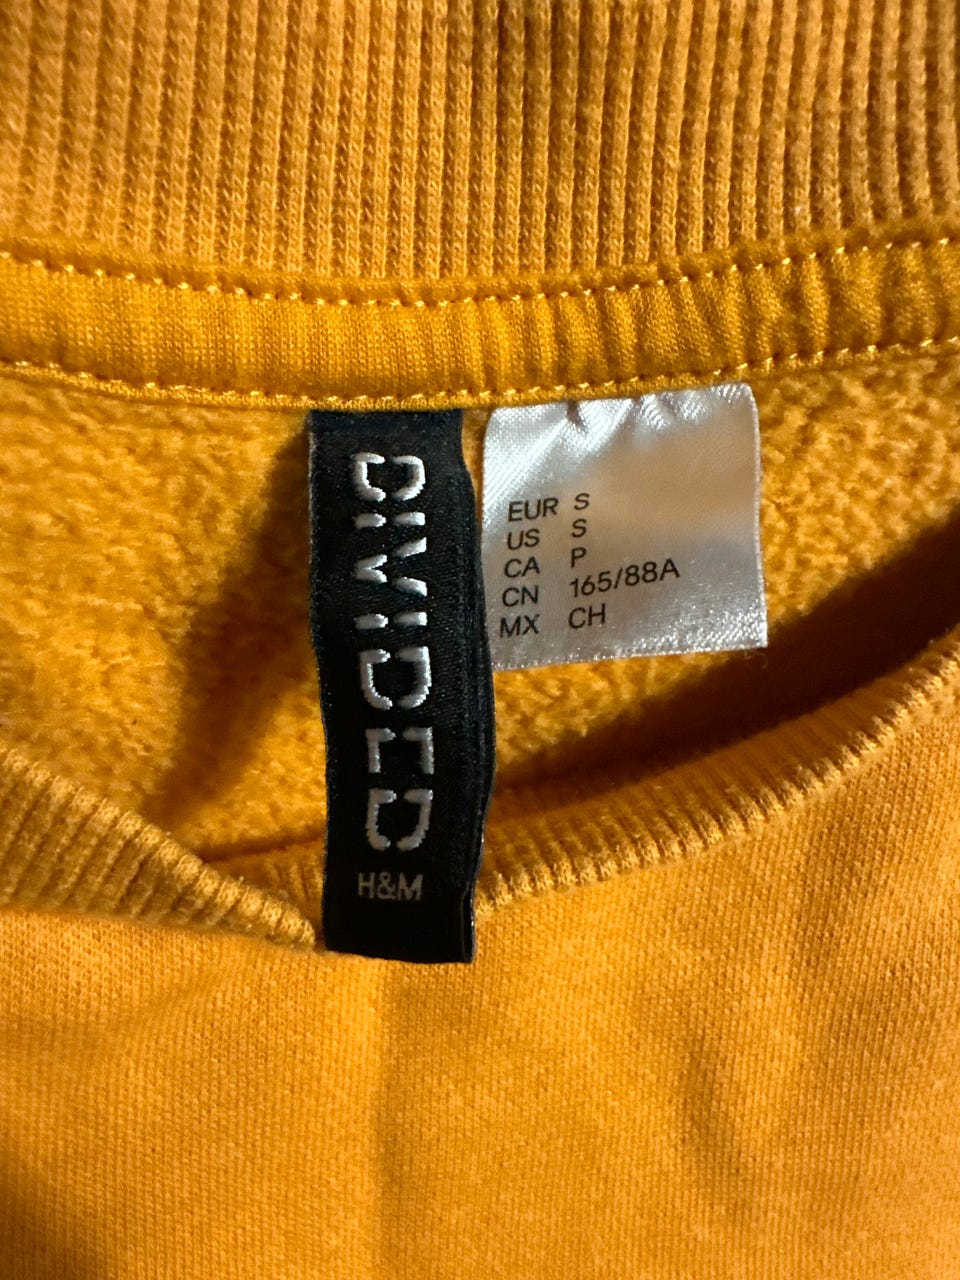 DIVIDED
H&M
EUR S
US S
CA P
CN 165/88A
MX CH